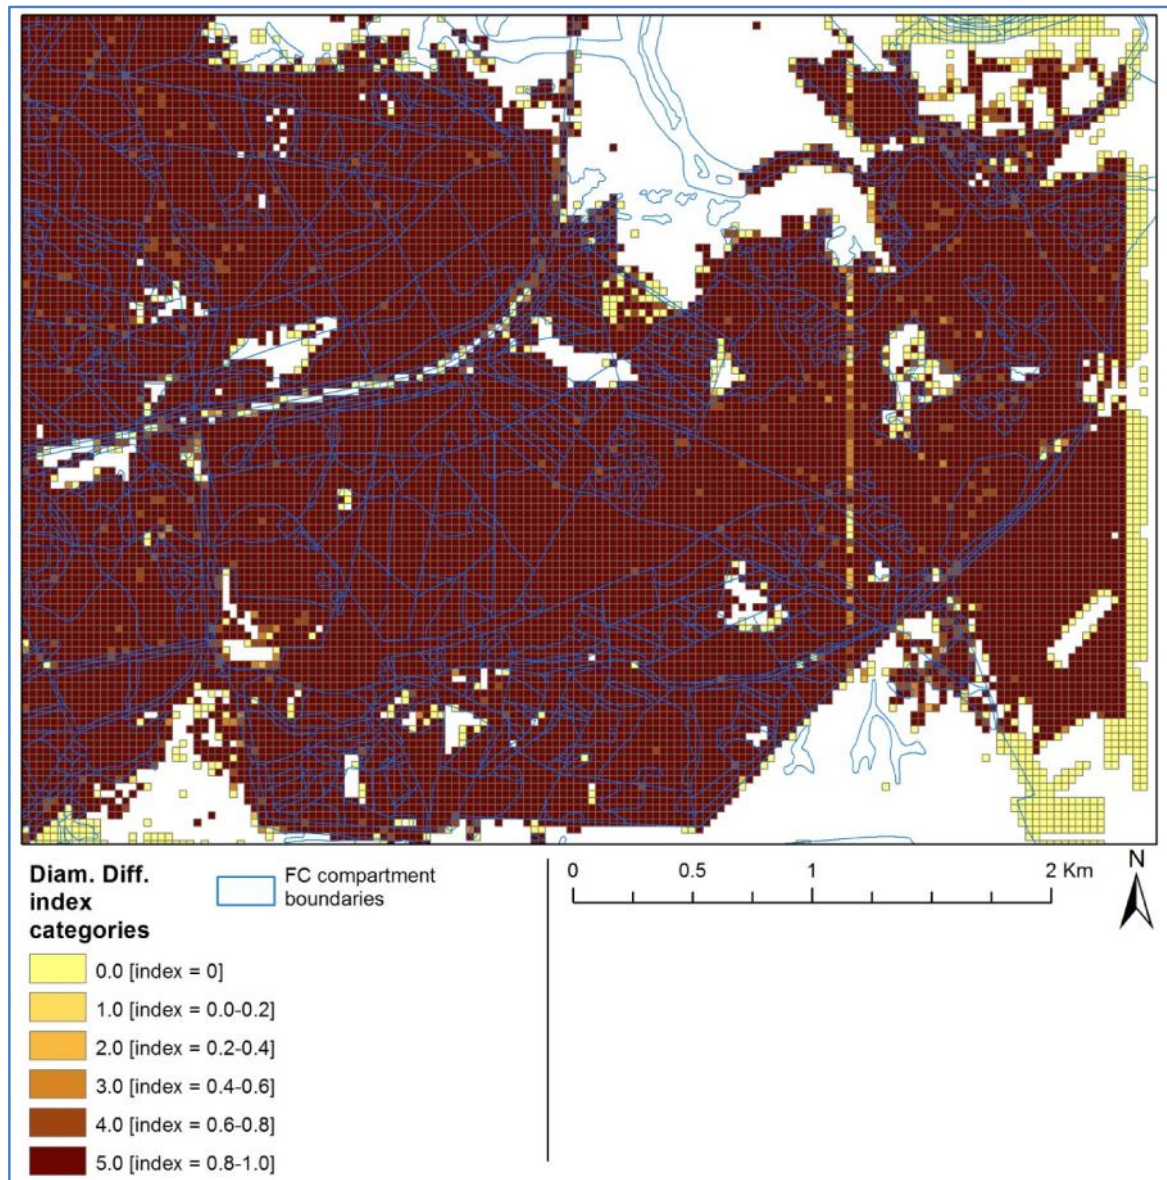 Diam. Diff.
index
categories
0.0 [index = 0]
1.0 [index = 0.0-0.2]
2.0 [index = 0.2-0.4]
3.0 [index = 0.4-0.6]
4.0 [index = 0.6-0.8]
5.0 [index = 0.8-1.0]
FC compartment
boundaries
0 0.5 1 2 Km
N